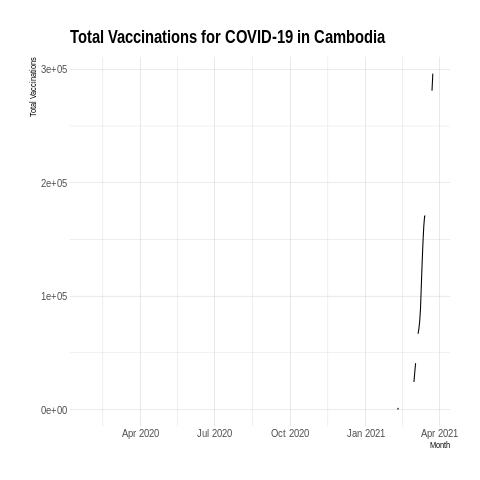 Total Vaccinations for COVID-19 in Cambodia
Total Vaccinations
3e+05
2e+05
1e+05
0e+00
Apr 2020
Jul 2020
Oct 2020
Jan 2021
Apr 2021
Month